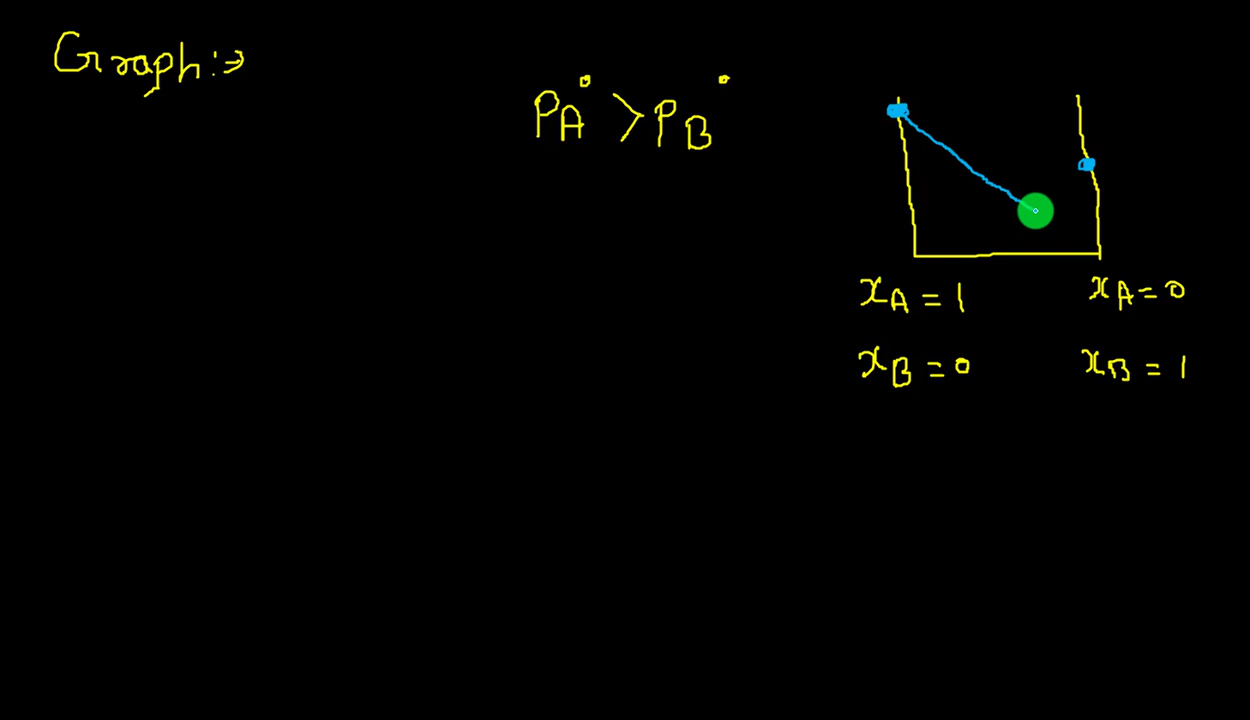 Graph :→
PA° > PB°
xA = 1 xA = 0
xB = 0 xB = 1